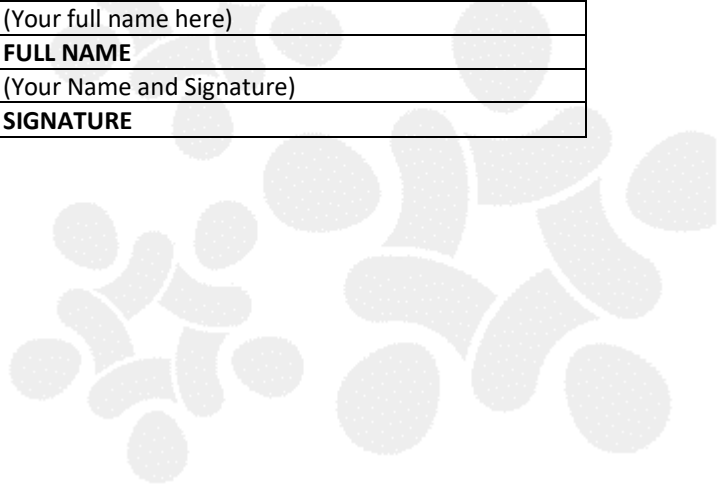 (Your full name here)
FULL NAME
(Your Name and Signature)
SIGNATURE